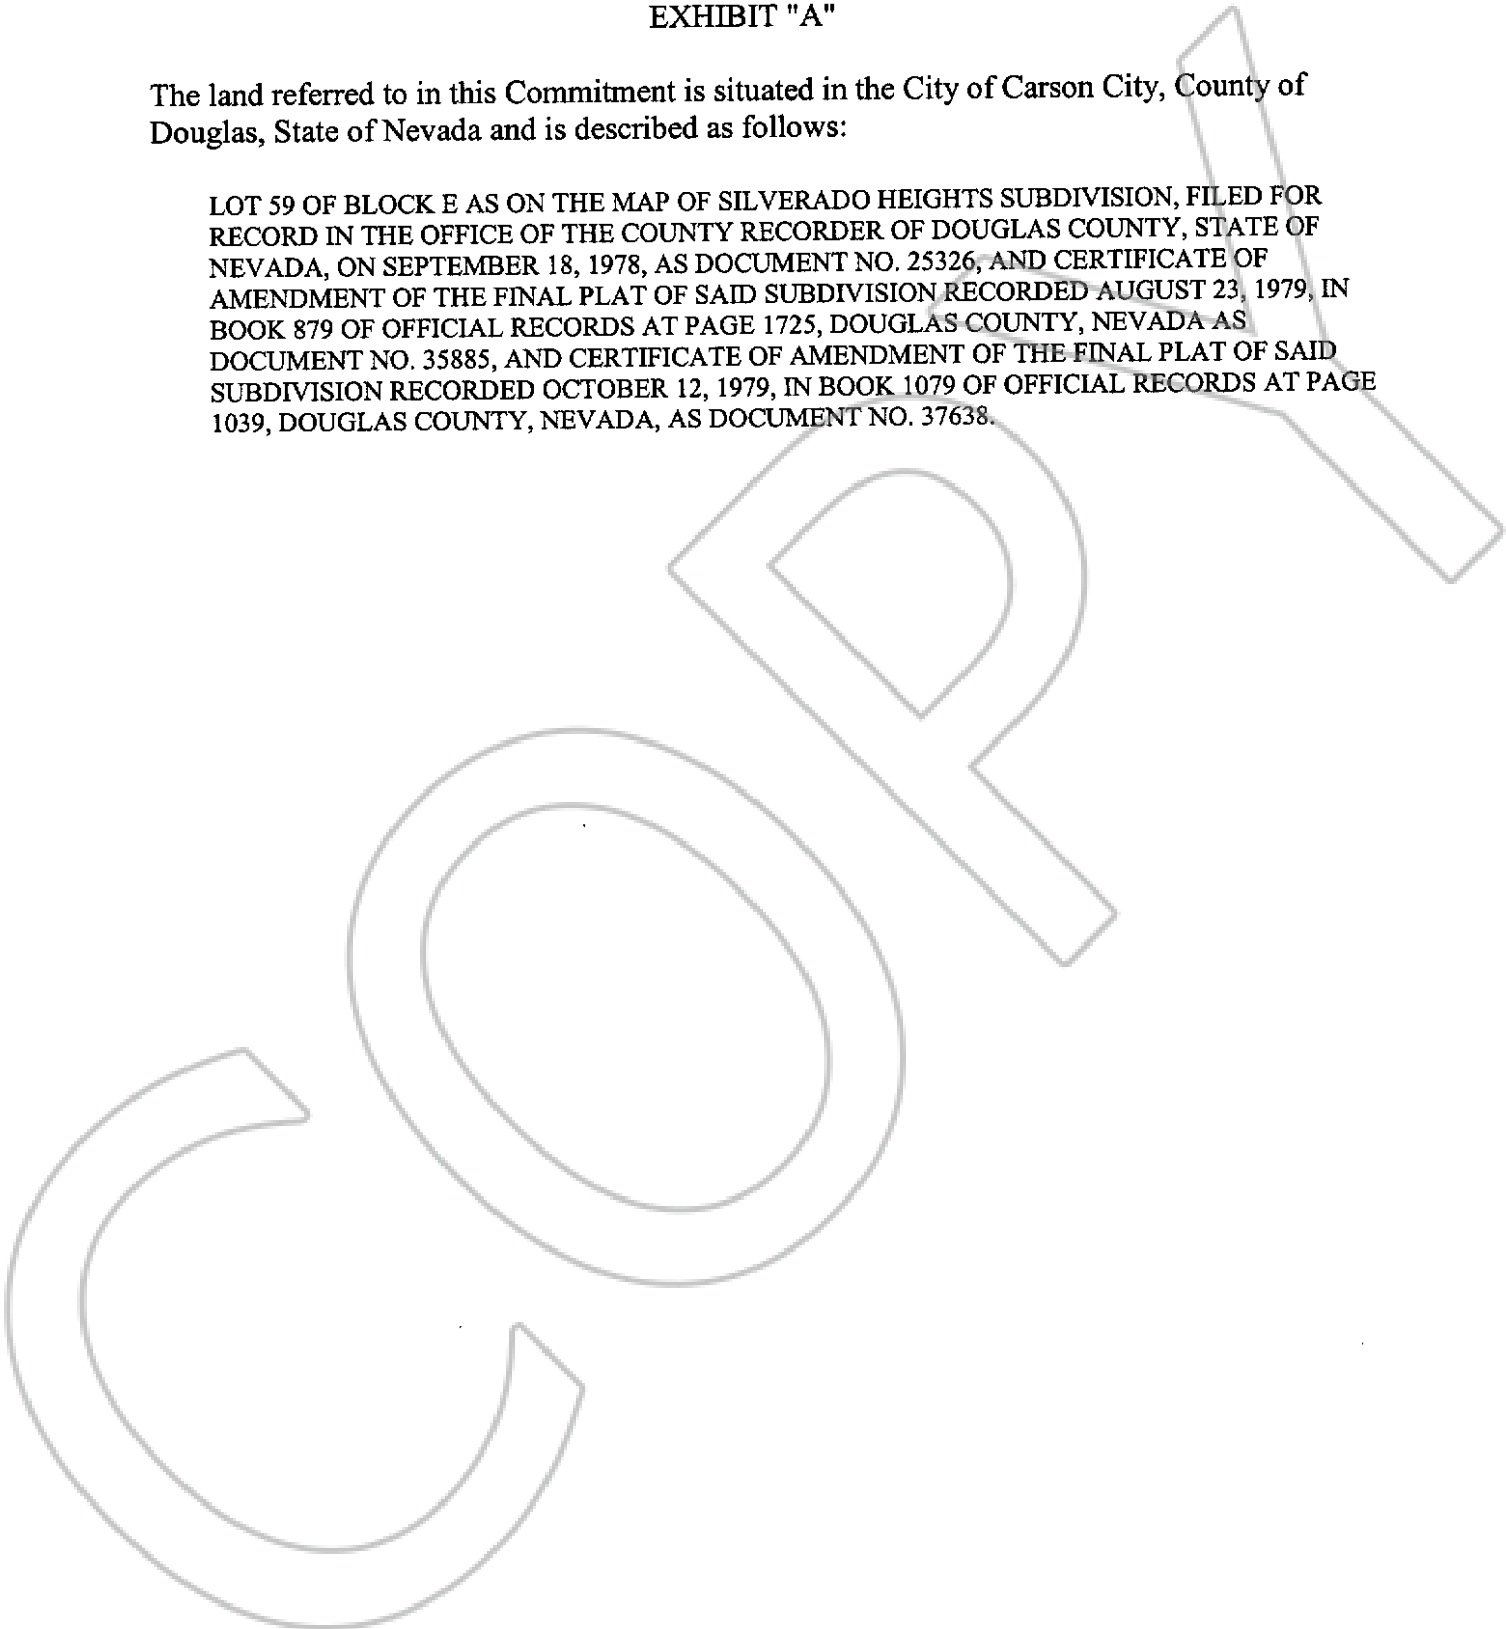 EXHIBIT "A"
The land referred to in this Commitment is situated in the City of Carson City, County of
Douglas, State of Nevada and is described as follows:
LOT 59 OF BLOCK E AS ON THE MAP OF SILVERADO HEIGHTS SUBDIVISION, FILED FOR
RECORD IN THE OFFICE OF THE COUNTY RECORDER OF DOUGLAS COUNTY, STATE OF
NEVADA, ON SEPTEMBER 18, 1978, AS DOCUMENT NO. 25326, AND CERTIFICATE OF
AMENDMENT OF THE FINAL PLAT OF SAID SUBDIVISION RECORDED AUGUST 23, 1979, IN
BOOK 879 OF OFFICIAL RECORDS AT PAGE 1725, DOUGLAS COUNTY, NEVADA AS
DOCUMENT NO. 35885, AND CERTIFICATE OF AMENDMENT OF THE FINAL PLAT OF SAID
SUBDIVISION RECORDED OCTOBER 12, 1979, IN BOOK 1079 OF OFFICIAL RECORDS AT PAGE
1039, DOUGLAS COUNTY, NEVADA, AS DOCUMENT NO. 37638.
COPY